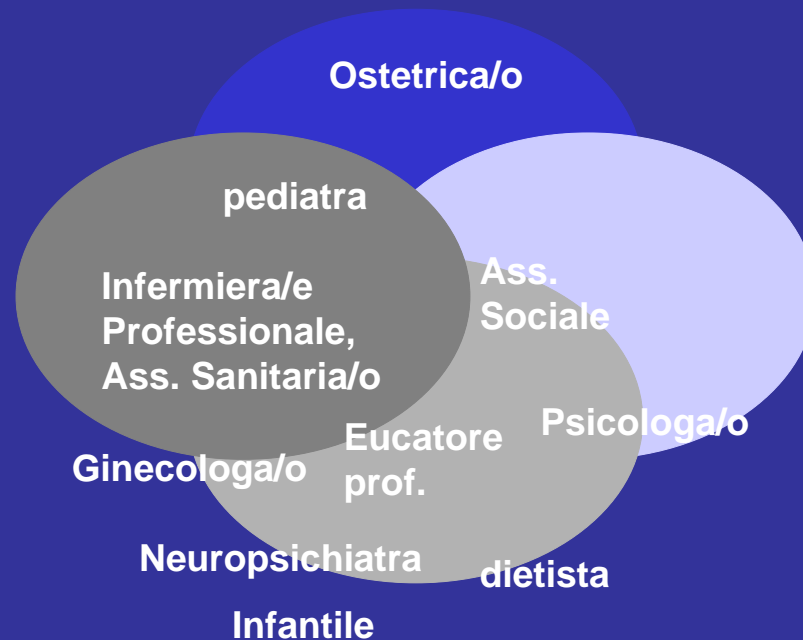 Ostetrica/o
pediatra
Infermiera/e
Professionale,
Ass. Sanitaria/o
Ass.
Sociale
Psicologa/o
Eucatore
prof.
Ginecologa/o
Neuropsichiatra
Infantile
dietista